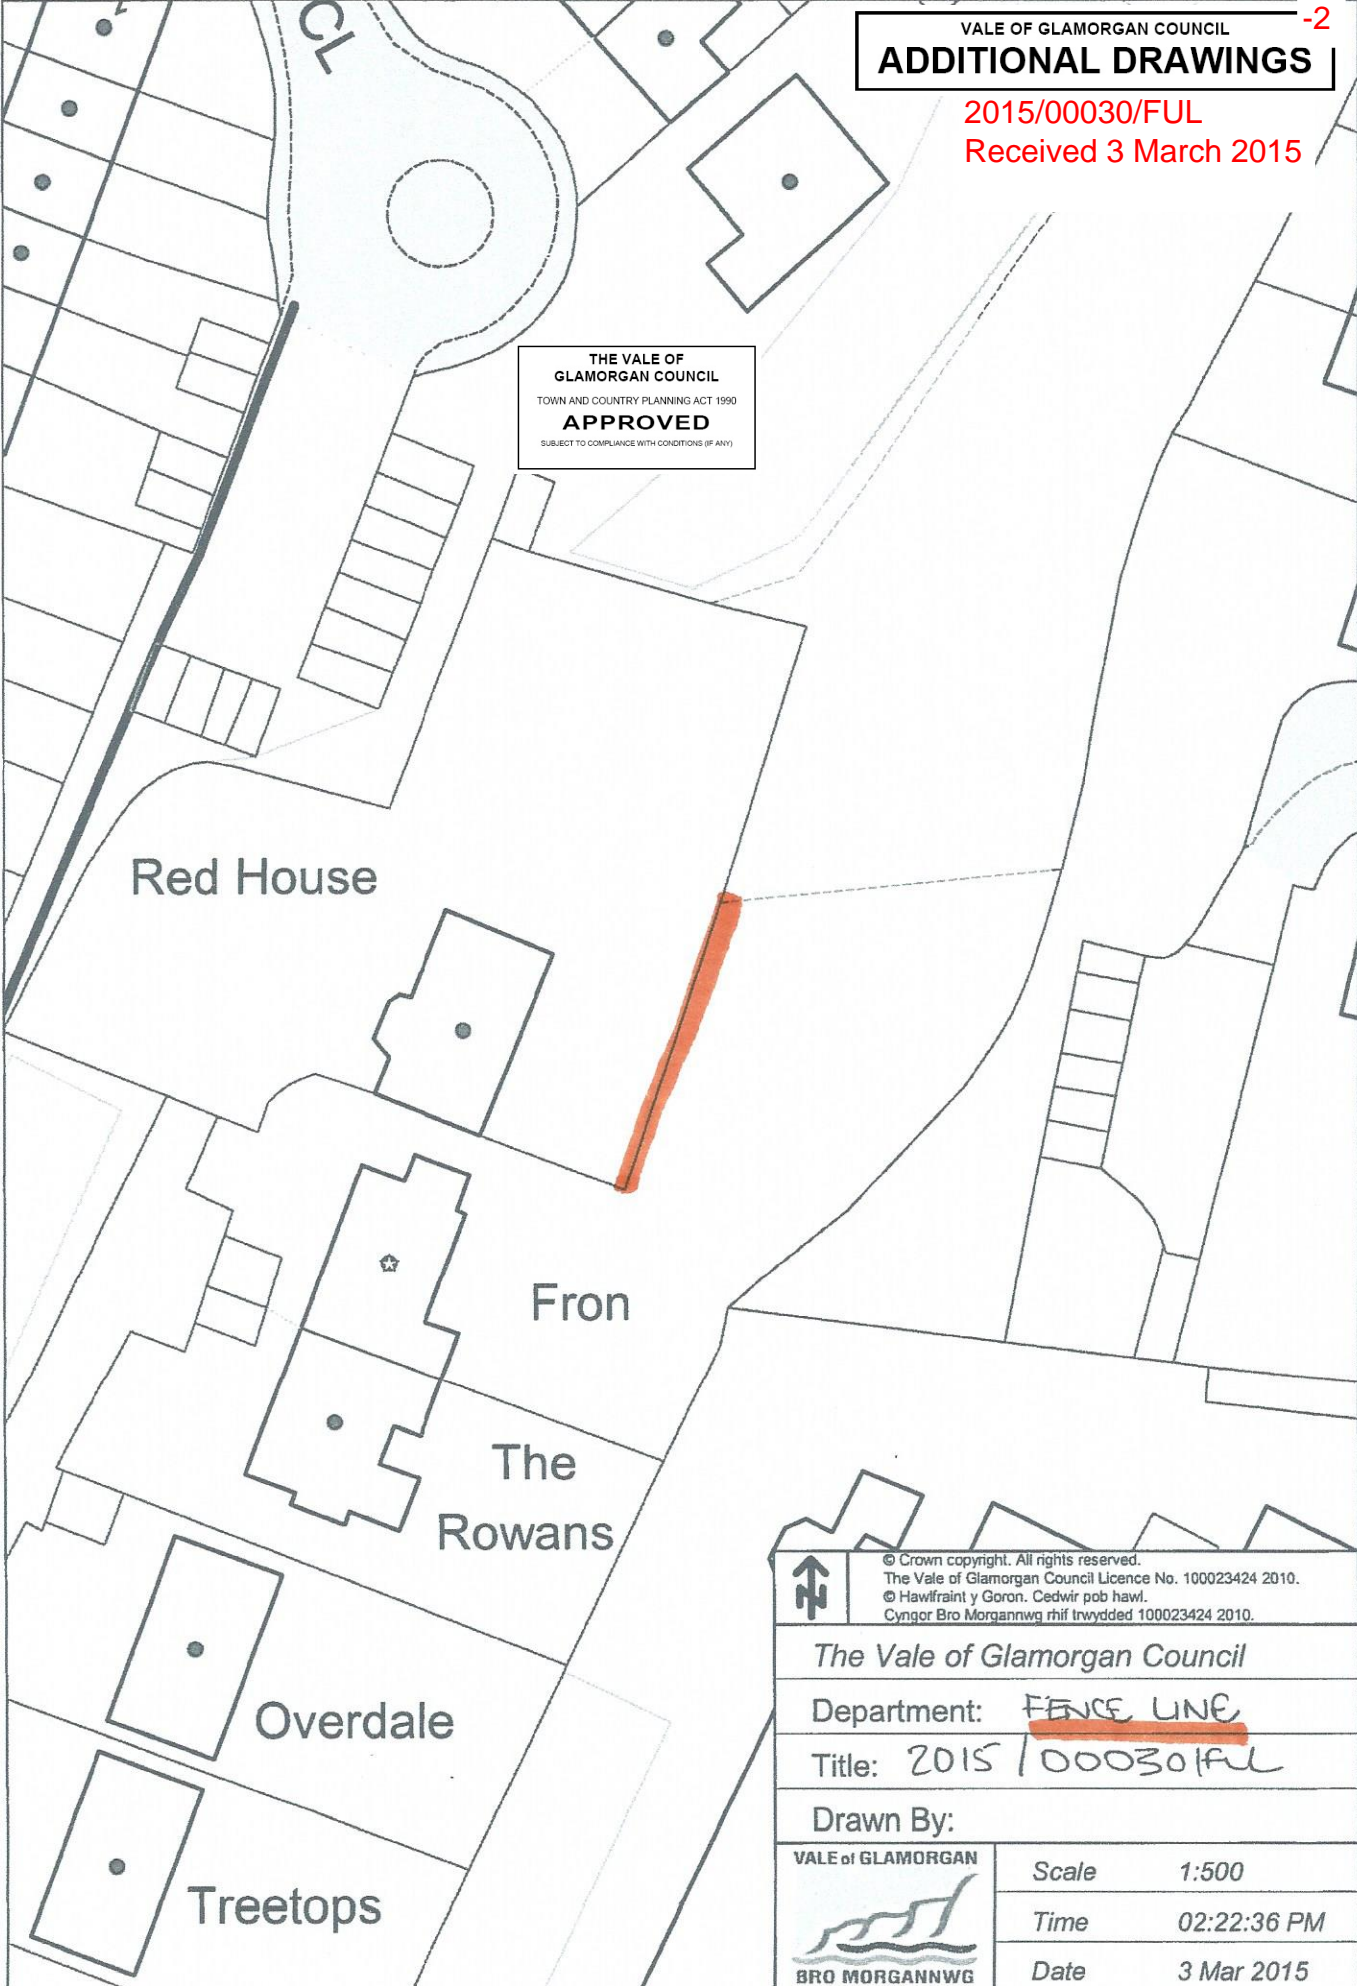 CL
-2
VALE OF GLAMORGAN COUNCIL
ADDITIONAL DRAWINGS
2015/00030/FUL
Received 3 March 2015
THE VALE OF
GLAMORGAN COUNCIL
TOWN AND COUNTRY PLANNING ACT 1990
APPROVED
SUBJECT TO COMPLIANCE WITH CONDITIONS (IF ANY)
Red House
Fron
The
Rowans
Overdale
Treetops
N
© Crown copyright. All rights reserved.
The Vale of Glamorgan Council Licence No. 100023424 2010.
© Hawlfraint y Goron. Cedwir pob hawl.
Cyngor Bro Morgannwg rhif trwydded 100023424 2010.
The Vale of Glamorgan Council
Department: FENCE LINE
Title: 2015/00030/FUL
Drawn By:
VALE of GLAMORGAN
BRO MORGANNWG
Scale 1:500
Time 02:22:36 PM
Date 3 Mar 2015